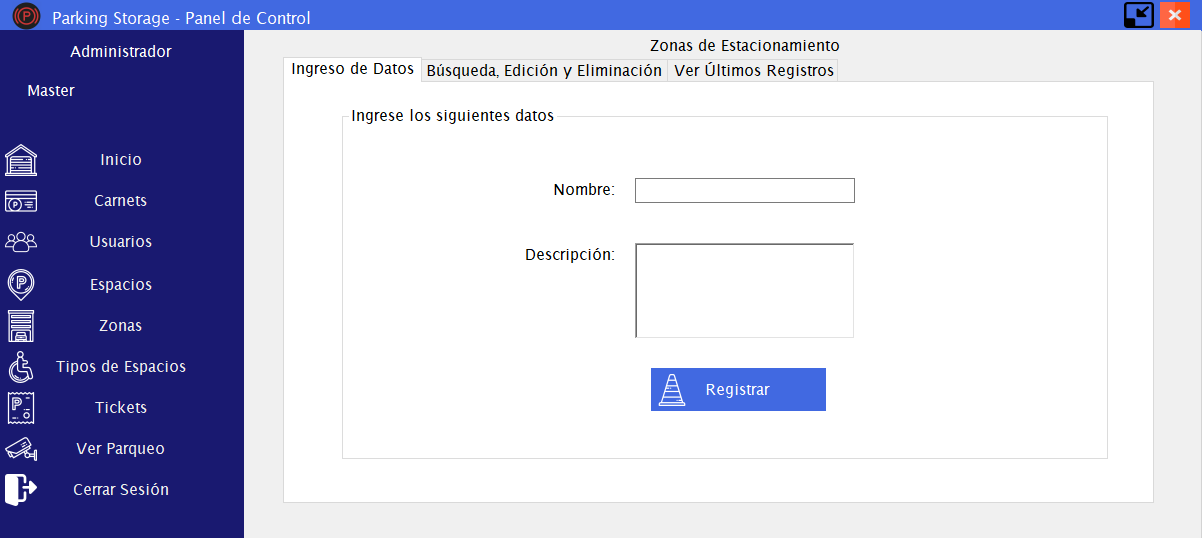 Parking Storage - Panel de Control
Administrador
Master
Inicio
Carnets
Usuarios
Espacios
Zonas
Tipos de Espacios
Tickets
Ver Parqueo
Cerrar Sesión
Zonas de Estacionamiento
Ingreso de Datos
Búsqueda, Edición y Eliminación
Ver Últimos Registros
Ingrese los siguientes datos
Nombre:
Descripción:
Registrar